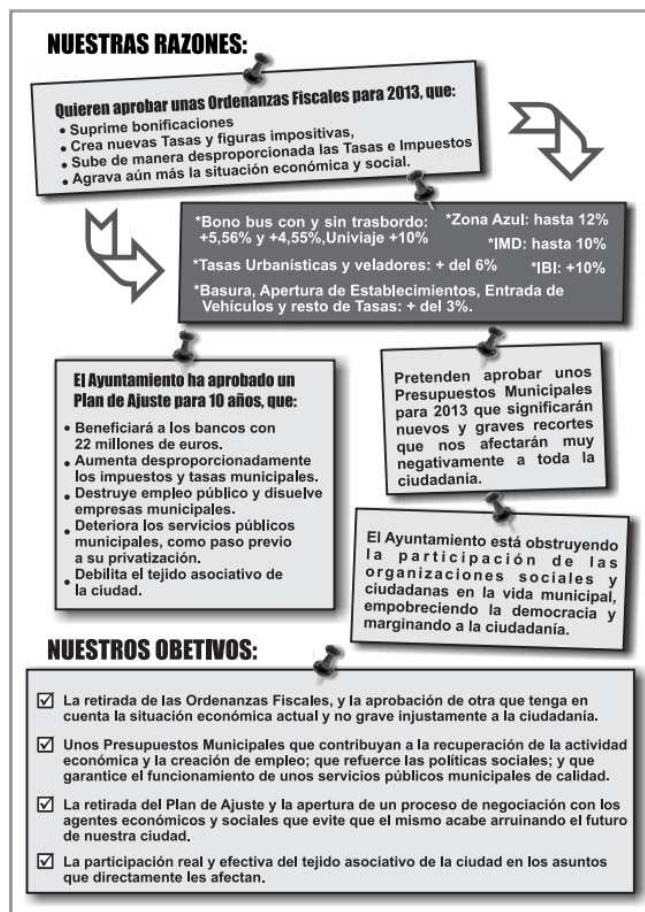 NUESTRAS RAZONES:
Quieren aprobar unas Ordenanzas Fiscales para 2013, que:
• Suprime bonificaciones
• Crea nuevas Tasas y figuras impositivas,
• Sube de manera desproporcionada las Tasas e Impuestos
• Agrava aún más la situación económica y social.
*Bono bus con y sin trasbordo:
+5,56% y +4,55%,Univiaje +10%
*Zona Azul: hasta 12%
*IMD: hasta 10%
*Tasas Urbanísticas y veladores: + del 6%
*IBI: +10%
*Basura, Apertura de Establecimientos, Entrada de
Vehículos y resto de Tasas: + del 3%.
El Ayuntamiento ha aprobado un
Plan de Ajuste para 10 años, que:
• Beneficiará a los bancos con
22 millones de euros.
• Aumenta desproporcionadamente
los impuestos y tasas municipales.
• Destruye empleo público y disuelve
empresas municipales.
• Deteriora los servicios públicos
municipales, como paso previo
a su privatización.
• Debilita el tejido asociativo de
la ciudad.
Pretenden aprobar unos
Presupuestos Municipales
para 2013 que significarán
nuevos y graves recortes
que nos afectarán muy
negativamente a toda la
ciudadanía.
El Ayuntamiento está obstruyendo
la participación de las
organizaciones sociales y
ciudadanas en la vida municipal,
empobreciendo la democracia y
marginando a la ciudadanía.
NUESTROS OBETIVOS:
La retirada de las Ordenanzas Fiscales, y la aprobación de otra que tenga en
cuenta la situación económica actual y no grave injustamente a la ciudadanía.
Unos Presupuestos Municipales que contribuyan a la recuperación de la actividad
económica y la creación de empleo; que refuerce las políticas sociales; y que
garantice el funcionamiento de unos servicios públicos municipales de calidad.
La retirada del Plan de Ajuste y la apertura de un proceso de negociación con los
agentes económicos y sociales que evite que el mismo acabe arruinando el futuro
de nuestra ciudad.
La participación real y efectiva del tejido asociativo de la ciudad en los asuntos
que directamente les afectan.